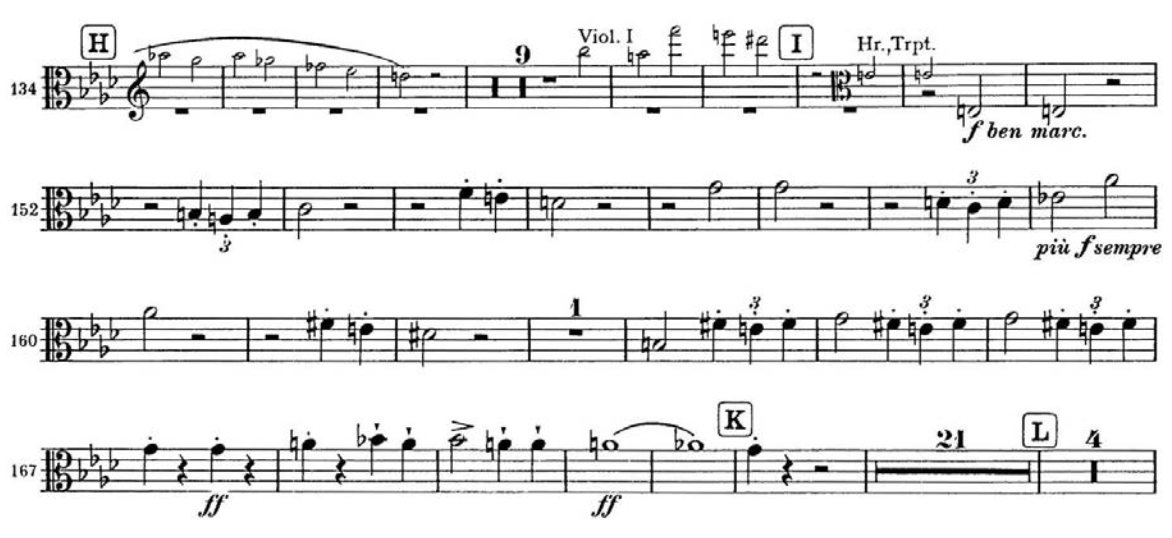 H 9 Viol. I I Hr.,Trpt.
134
f ben marc.
152
3 3
più f sempre
1 3 3 3
160
K 21 L 4
167
ff ff